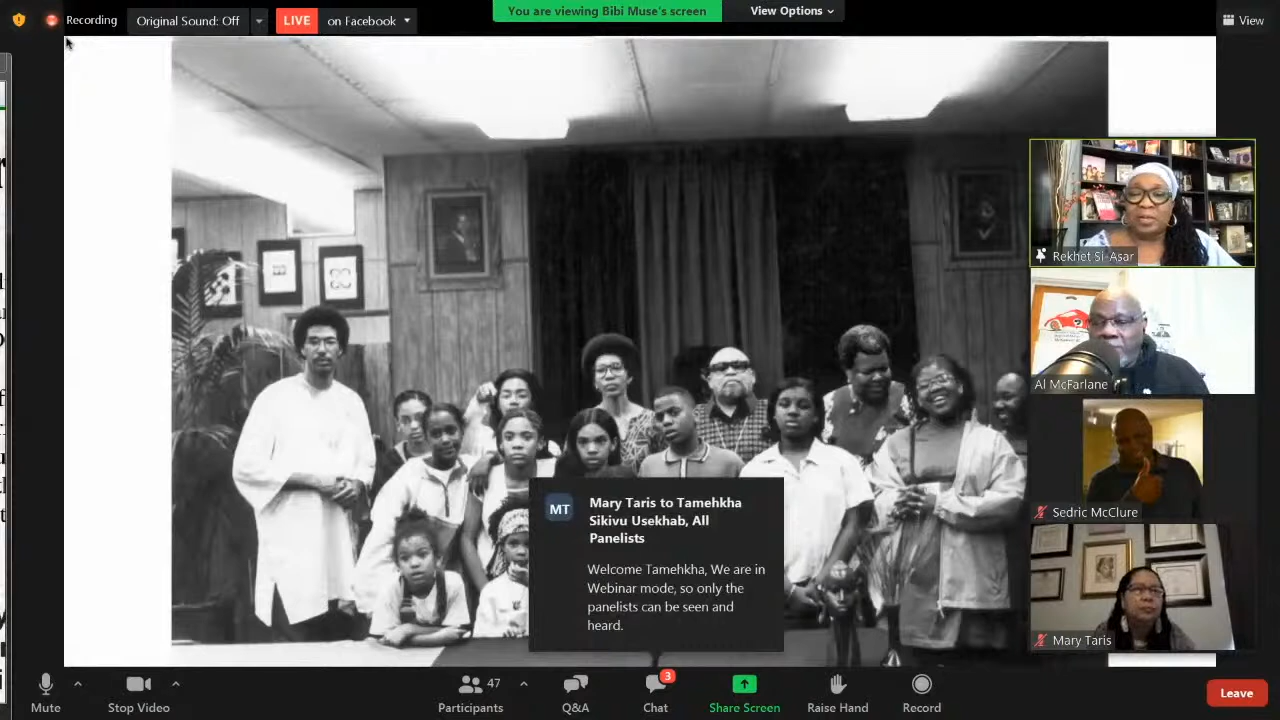 Recording
Original Sound: Off
LIVE
on Facebook
You are viewing Bibi Muse's screen
View Options
View
Rekhet Si-Asar
Al McFarlane
Sedric McClure
Mary Taris
MT
Mary Taris to Tamehkha
Sikivu Usekhab, All
Panelists
Welcome Tamehkha, We are in
Webinar mode, so only the
panelists can be seen and
heard.
Mute
Stop Video
47
Participants
Q&A
3
Chat
Share Screen
Raise Hand
Record
Leave